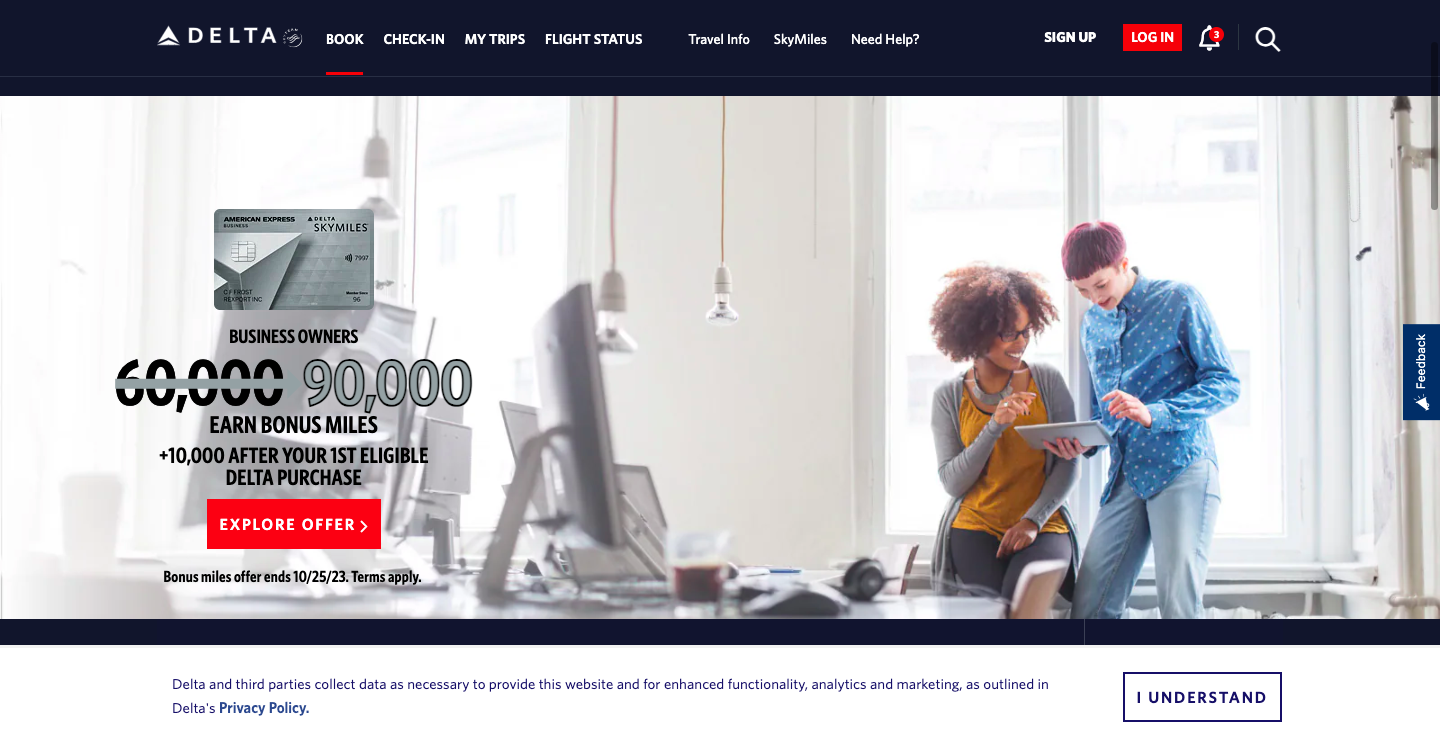 DELTA
BOOK
CHECK-IN
MY TRIPS
FLIGHT STATUS
Travel Info
SkyMiles
Need Help?
SIGN UP
LOG IN
3
AMERICAN EXPRESS
BUSINESS
DELTA
SKYMILES
7997
C F FROST
REXPORT INC
Member Since
96
BUSINESS OWNERS
60,000 90,000
EARN BONUS MILES
+10,000 AFTER YOUR 1ST ELIGIBLE
DELTA PURCHASE
EXPLORE OFFER
Bonus miles offer ends 10/25/23. Terms apply.
Feedback
Delta and third parties collect data as necessary to provide this website and for enhanced functionality, analytics and marketing, as outlined in
Delta's Privacy Policy.
I UNDERSTAND